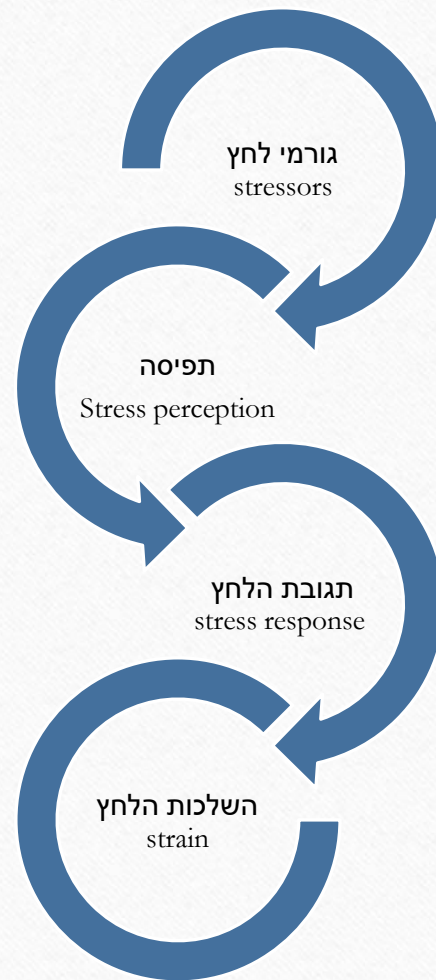 גורמי לחץ
stressors
תפיסה
Stress perception
תגובת הלחץ
stress response
השלכות הלחץ
strain